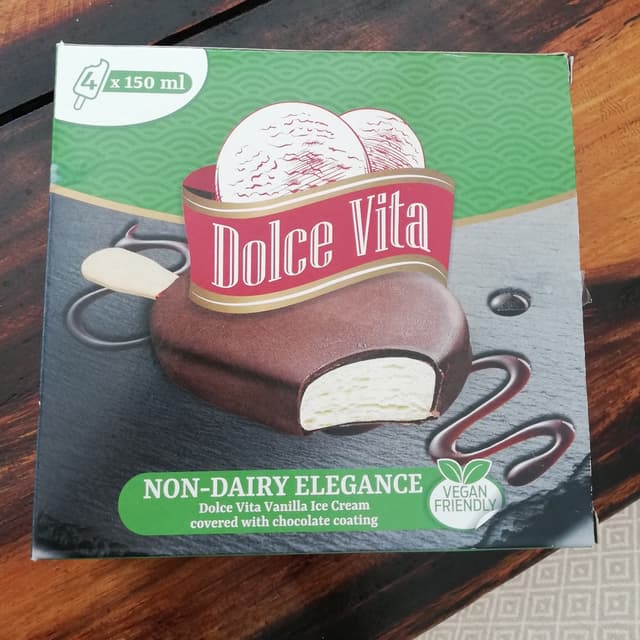 4 x 150 ml
Dolce Vita
NON-DAIRY ELEGANCE
Dolce Vita Vanilla Ice Cream
covered with chocolate coating
VEGAN
FRIENDLY